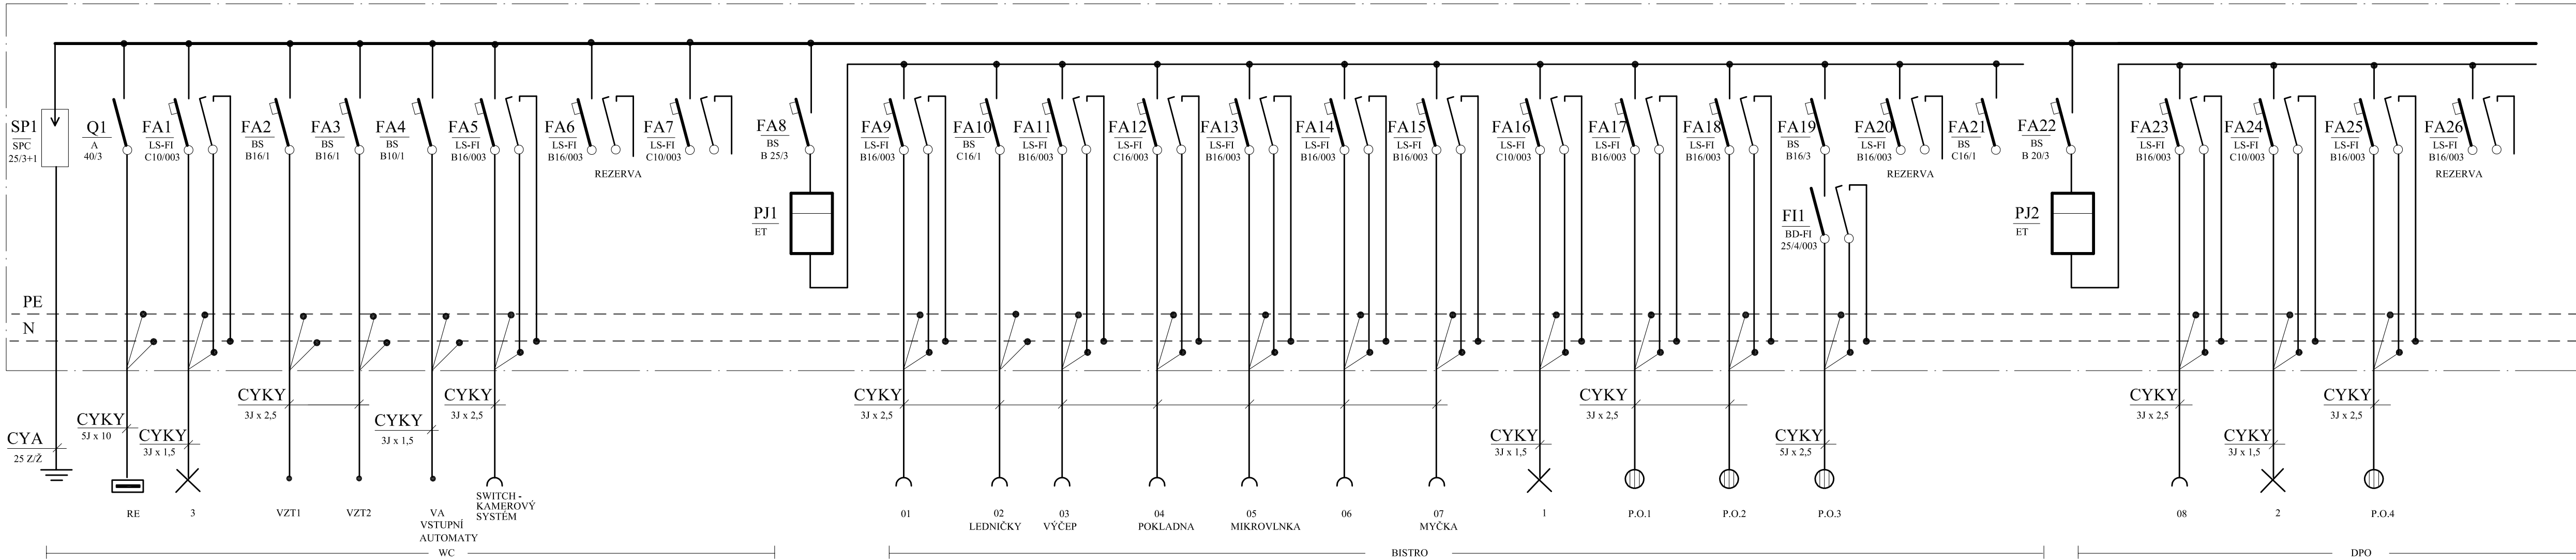 SP1
SPC
25/3+1
Q1
A
40/3
FA1
LS-FI
C10/003
FA2
BS
B16/1
FA3
BS
B16/1
FA4
BS
B10/1
FA5
LS-FI
B16/003
FA6
LS-FI
B16/003
FA7
LS-FI
C10/003
REZERVA
FA8
BS
B 25/3
PJ1
ET
FA9
LS-FI
B16/003
FA10
BS
C16/1
FA11
LS-FI
B16/003
FA12
LS-FI
C16/003
FA13
LS-FI
B16/003
FA14
LS-FI
B16/003
FA15
LS-FI
B16/003
FA16
LS-FI
C10/003
FA17
LS-FI
B16/003
FA18
LS-FI
B16/003
FA19
BS
B16/3
FI1
BD-FI
25/4/003
FA20
LS-FI
B16/003
REZERVA
FA21
BS
C16/1
FA22
BS
B 20/3
PJ2
ET
FA23
LS-FI
B16/003
FA24
LS-FI
C10/003
FA25
LS-FI
B16/003
FA26
LS-FI
B16/003
REZERVA
PE
N
CYA
25 Z/Ž
CYKY
5J x 10
CYKY
3J x 1,5
CYKY
3J x 2,5
CYKY
3J x 1,5
CYKY
3J x 2,5
CYKY
3J x 2,5
CYKY
3J x 1,5
CYKY
3J x 2,5
CYKY
5J x 2,5
CYKY
3J x 2,5
CYKY
3J x 1,5
CYKY
3J x 2,5
RE
3
VZT1
VZT2
VA
VSTUPNÍ
AUTOMATY
SWITCH -
KAMEROVÝ
SYSTÉM
01
02
LEDNIČKY
03
VÝČEP
04
POKLADNA
05
MIKROVLNKA
06
07
MYČKA
1
P.O.1
P.O.2
P.O.3
08
2
P.O.4
WC
BISTRO
DPO